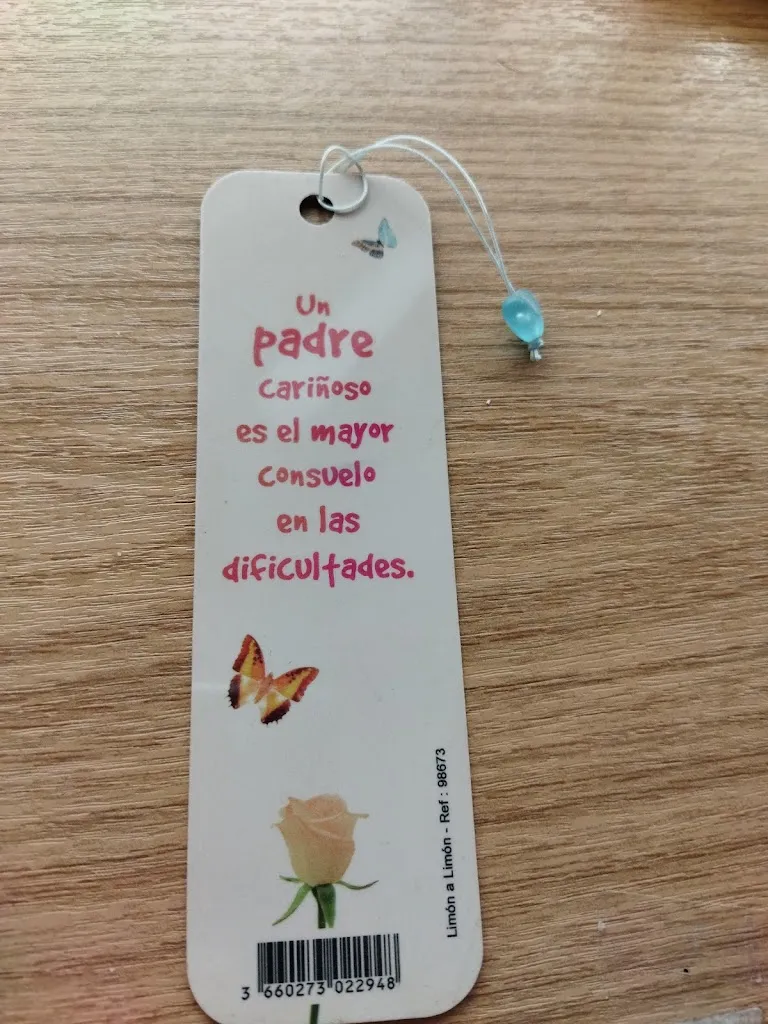 Un
padre
cariñoso
es el mayor
consuelo
en las
dificultades.
Limón a Limón - Ref : 98673
3 660273 022948